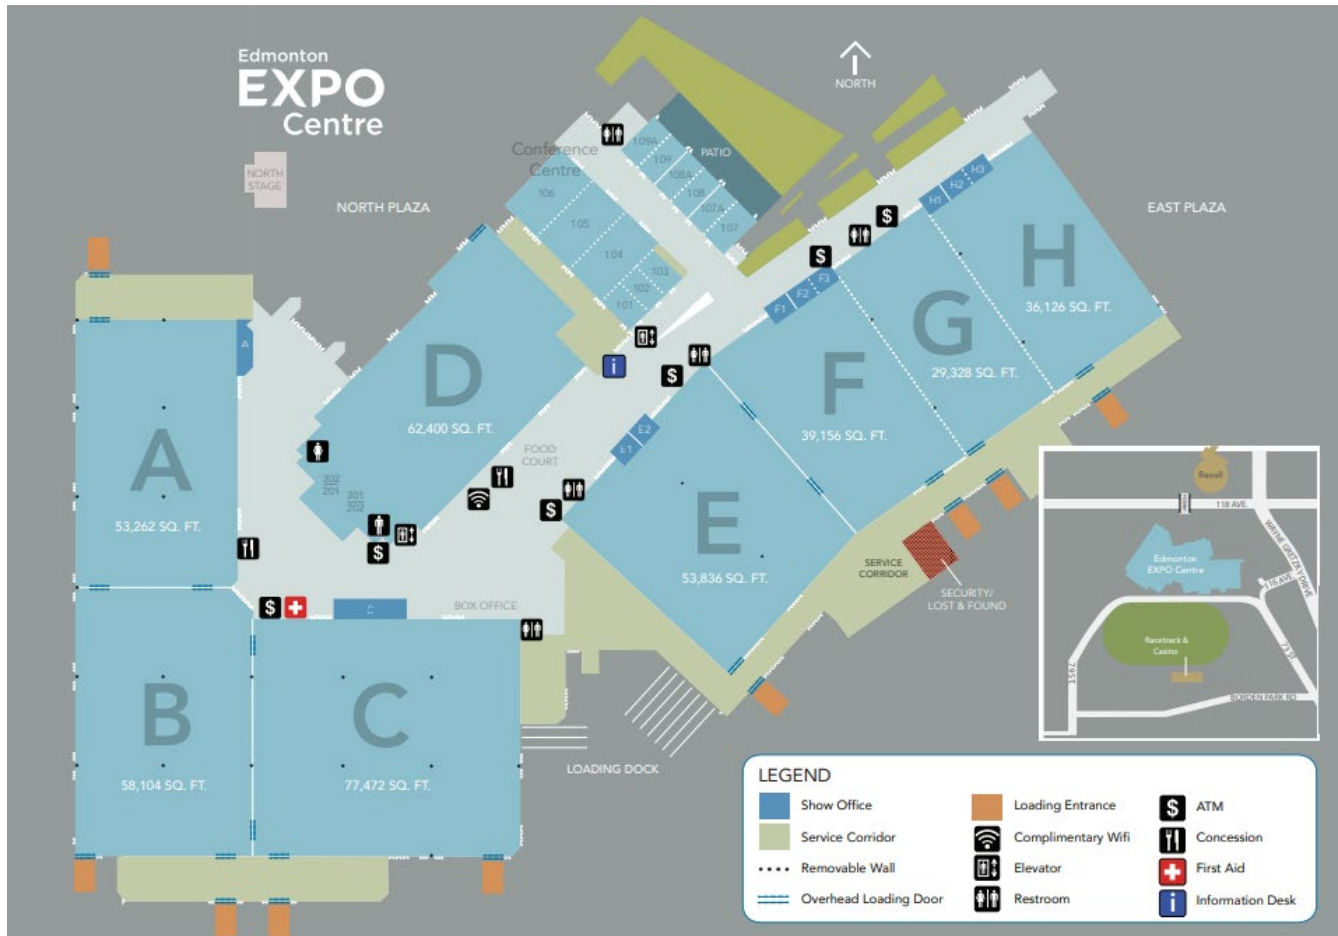 Edmonton
EXPO
Centre
NORTH
NORTH
STAGE
NORTH PLAZA
EAST PLAZA
Conference
Centre
PATIO
109A
109
108A
108
107A
107
106
105
104
103
102
101
H1
H2
H3
F1
F2
F3
E1
E2
A
H
36,126 SQ. FT.
G
29,328 SQ. FT.
F
39,156 SQ. FT.
D
62,400 SQ. FT.
A
53,262 SQ. FT.
E
53,836 SQ. FT.
B
58,104 SQ. FT.
C
77,472 SQ. FT.
302
201
301
202
FOOD
COURT
BOX OFFICE
SERVICE
CORRIDOR
SECURITY/
LOST & FOUND
LOADING DOCK
Rexall
118 AVE.
WAYNE GRETZKY DRIVE
Edmonton
EXPO Centre
116 AVE.
Racetrack &
Casino
73 ST.
79 ST.
BORDEN PARK RD
LEGEND
Show Office
Service Corridor
Removable Wall
Overhead Loading Door
Loading Entrance
Complimentary Wifi
Elevator
Restroom
ATM
Concession
First Aid
Information Desk